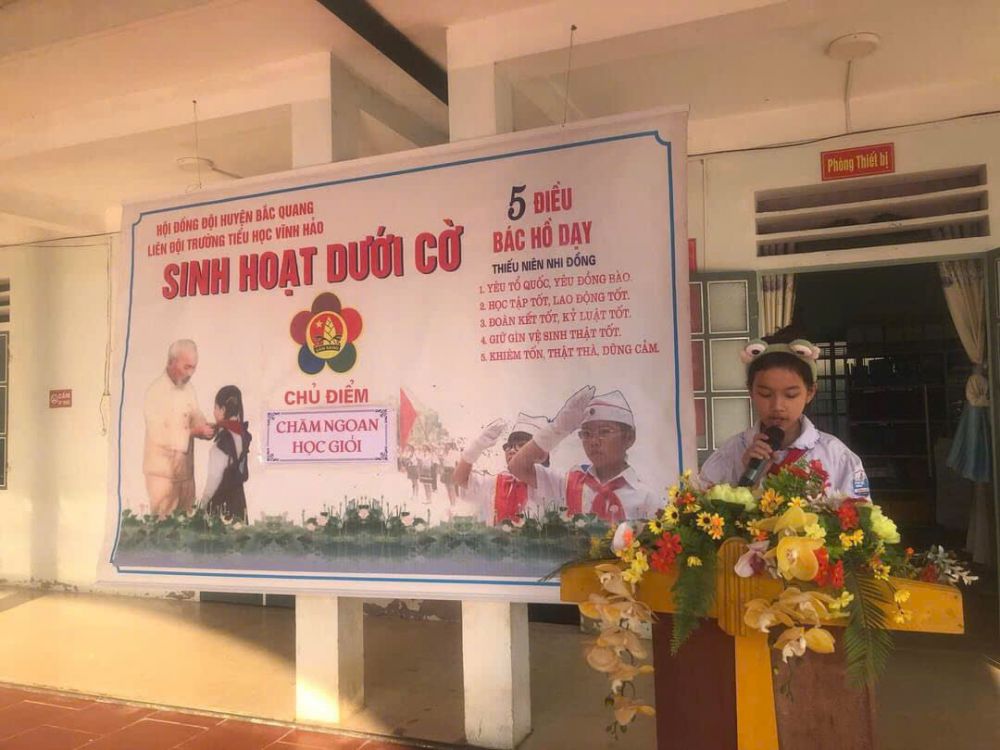 HỘI ĐỒNG ĐỘI HUYỆN BẮC QUANG
LIÊN ĐỘI TRƯỜNG TIỂU HỌC VĨNH HẢO
SINH HOẠT DƯỚI CỜ
CHỦ ĐIỂM
CHĂM NGOAN
HỌC GIỎI
5 ĐIỀU
BÁC HỒ DẠY
THIẾU NIÊN NHI ĐỒNG
1. YÊU TỔ QUỐC, YÊU ĐỒNG BÀO.
2. HỌC TẬP TỐT, LAO ĐỘNG TỐT.
3. ĐOÀN KẾT TỐT, KỶ LUẬT TỐT.
4. GIỮ GÌN VỆ SINH THẬT TỐT.
5. KHIÊM TỐN, THẬT THÀ, DŨNG CẢM.
Phòng Thiết bị
CẤM